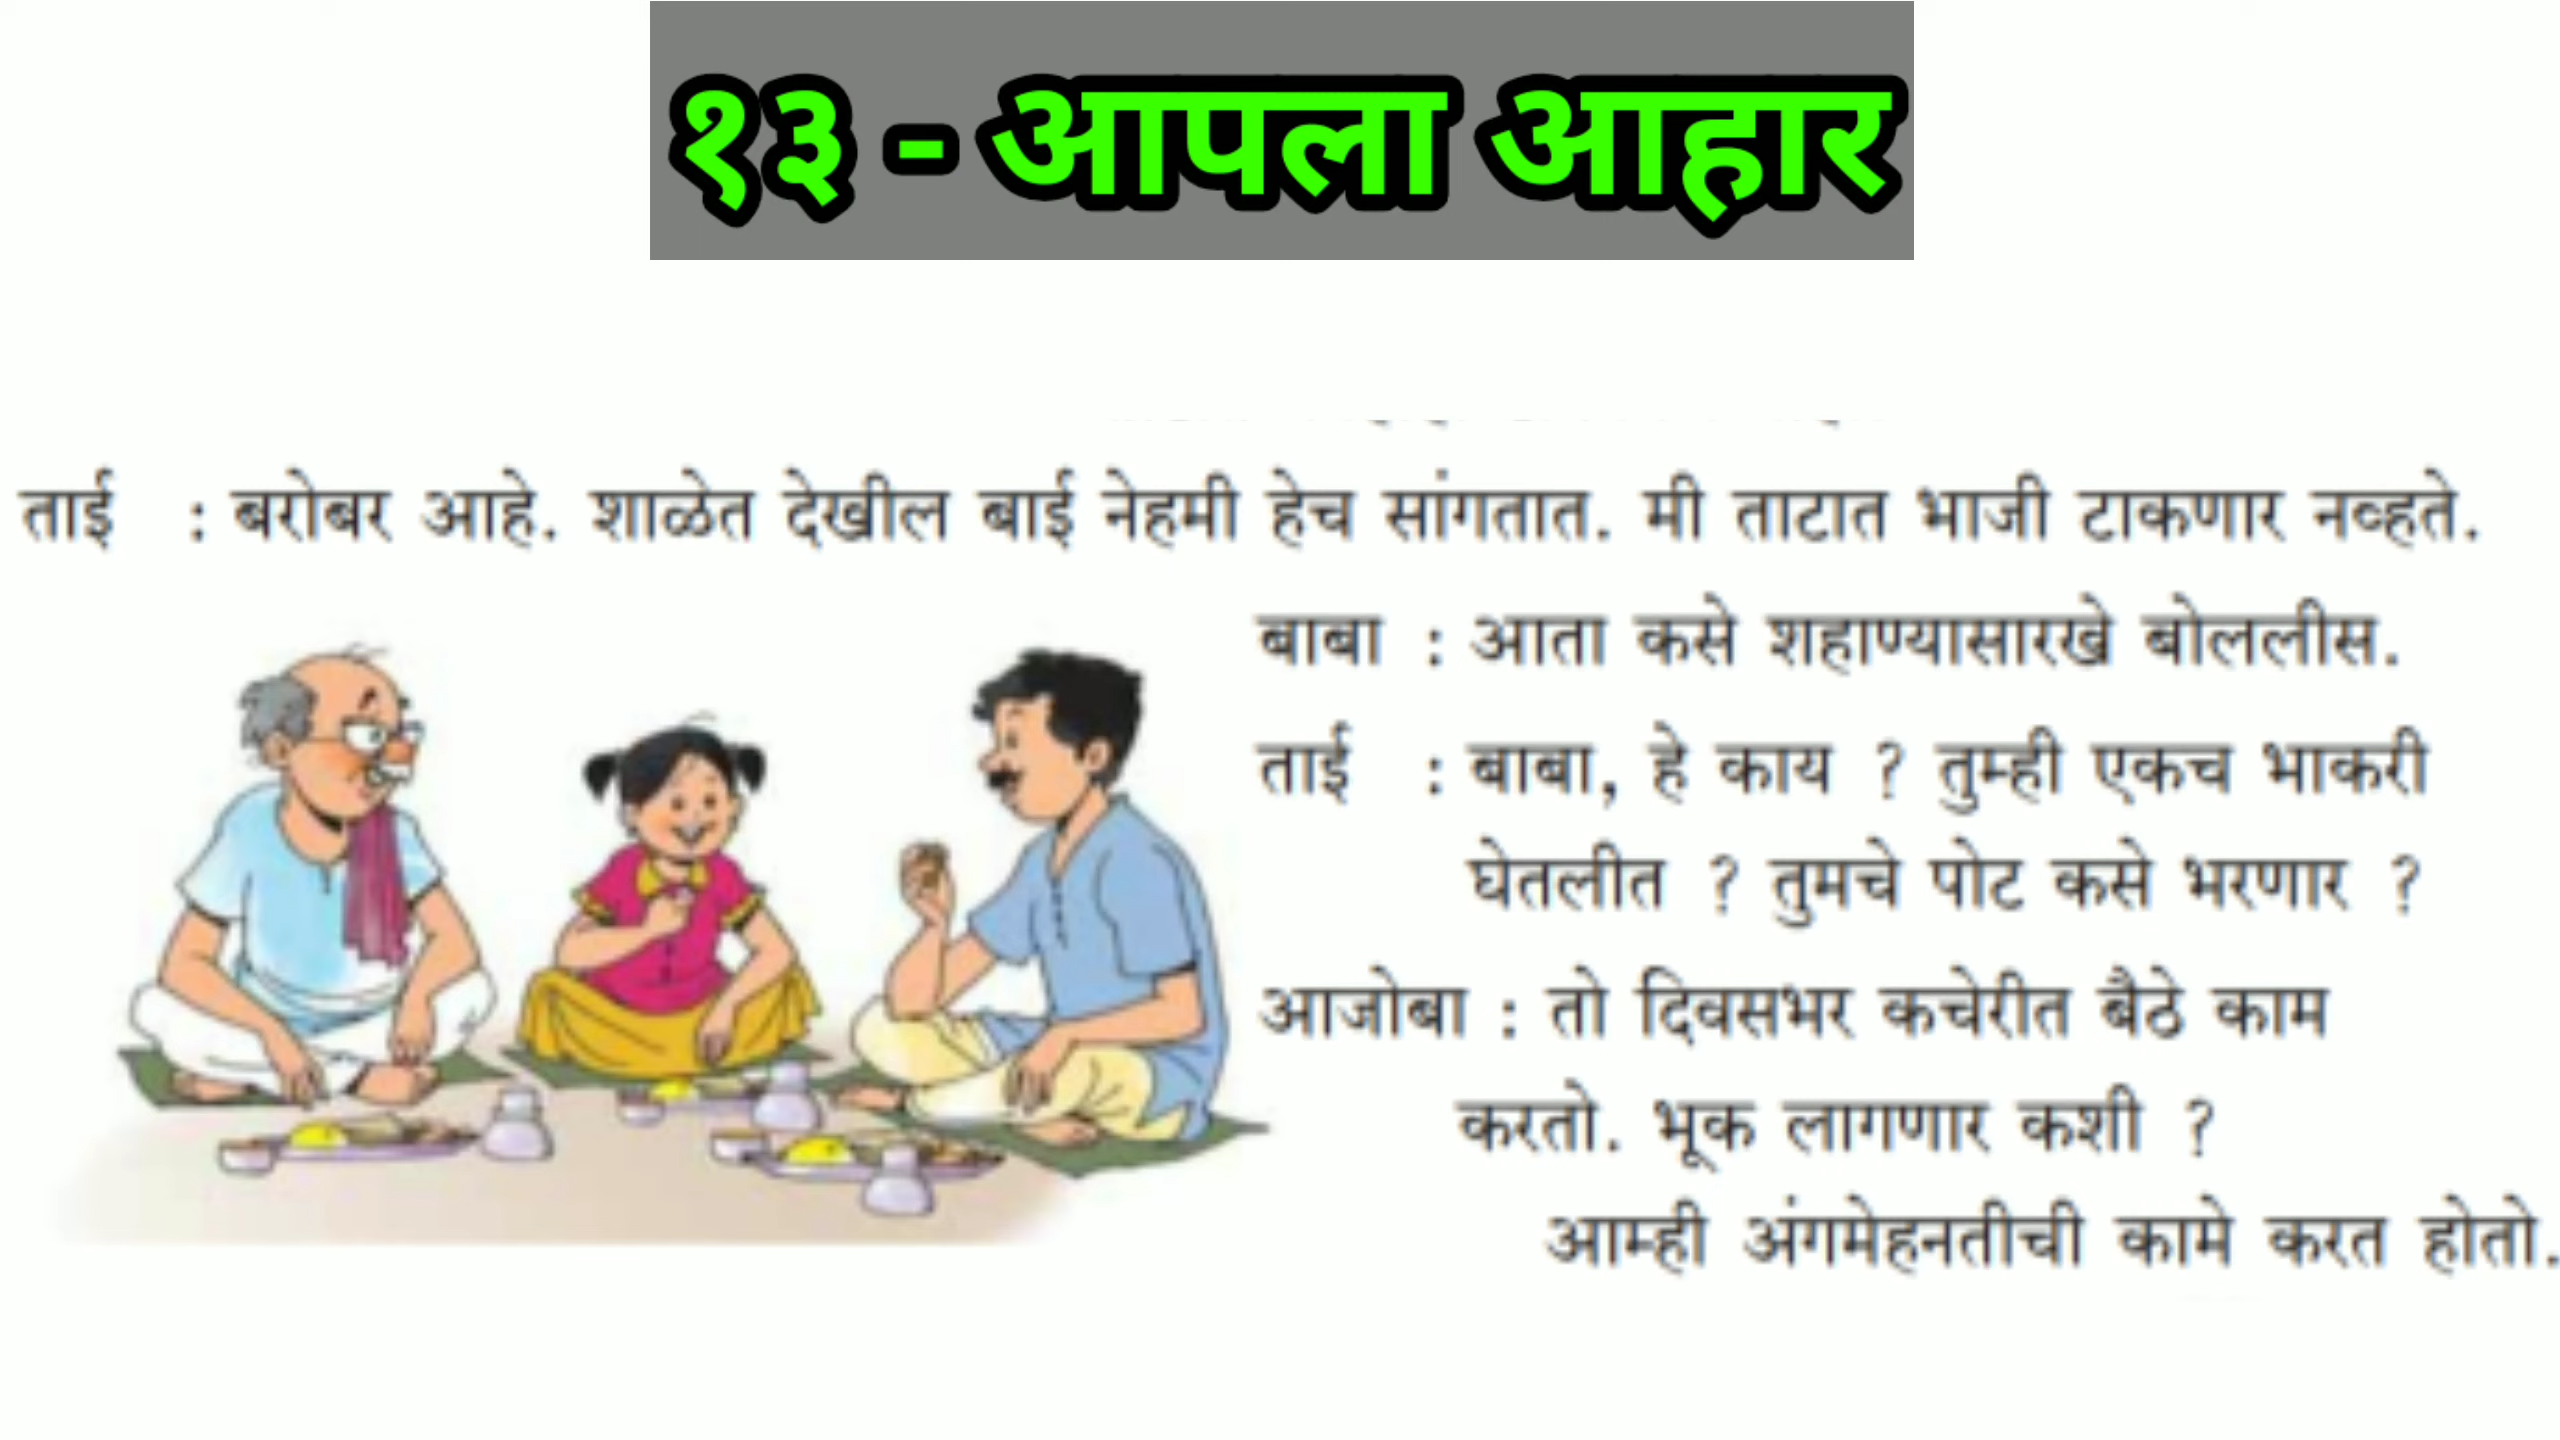 १३ - आपला आहार
ताई : बरोबर आहे. शाळेत देखील बाई नेहमी हेच सांगतात. मी ताटात भाजी टाकणार नव्हते.
बाबा : आता कसे शहाण्यासारखे बोललीस.
ताई : बाबा, हे काय ? तुम्ही एकच भाकरी
घेतलीत ? तुमचे पोट कसे भरणार ?
आजोबा : तो दिवसभर कचेरीत बैठे काम
करतो. भूक लागणार कशी ?
आम्ही अंगमेहनतीची कामे करत होतो.